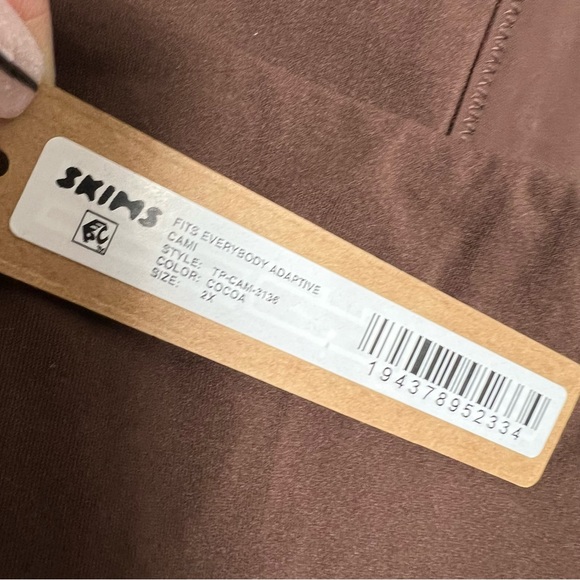 SKIMS
FITS EVERYBODY ADAPTIVE
CAMI
STYLE: TP-CAM-3136
COLOR: COCOA
SIZE: 2X
194378952334